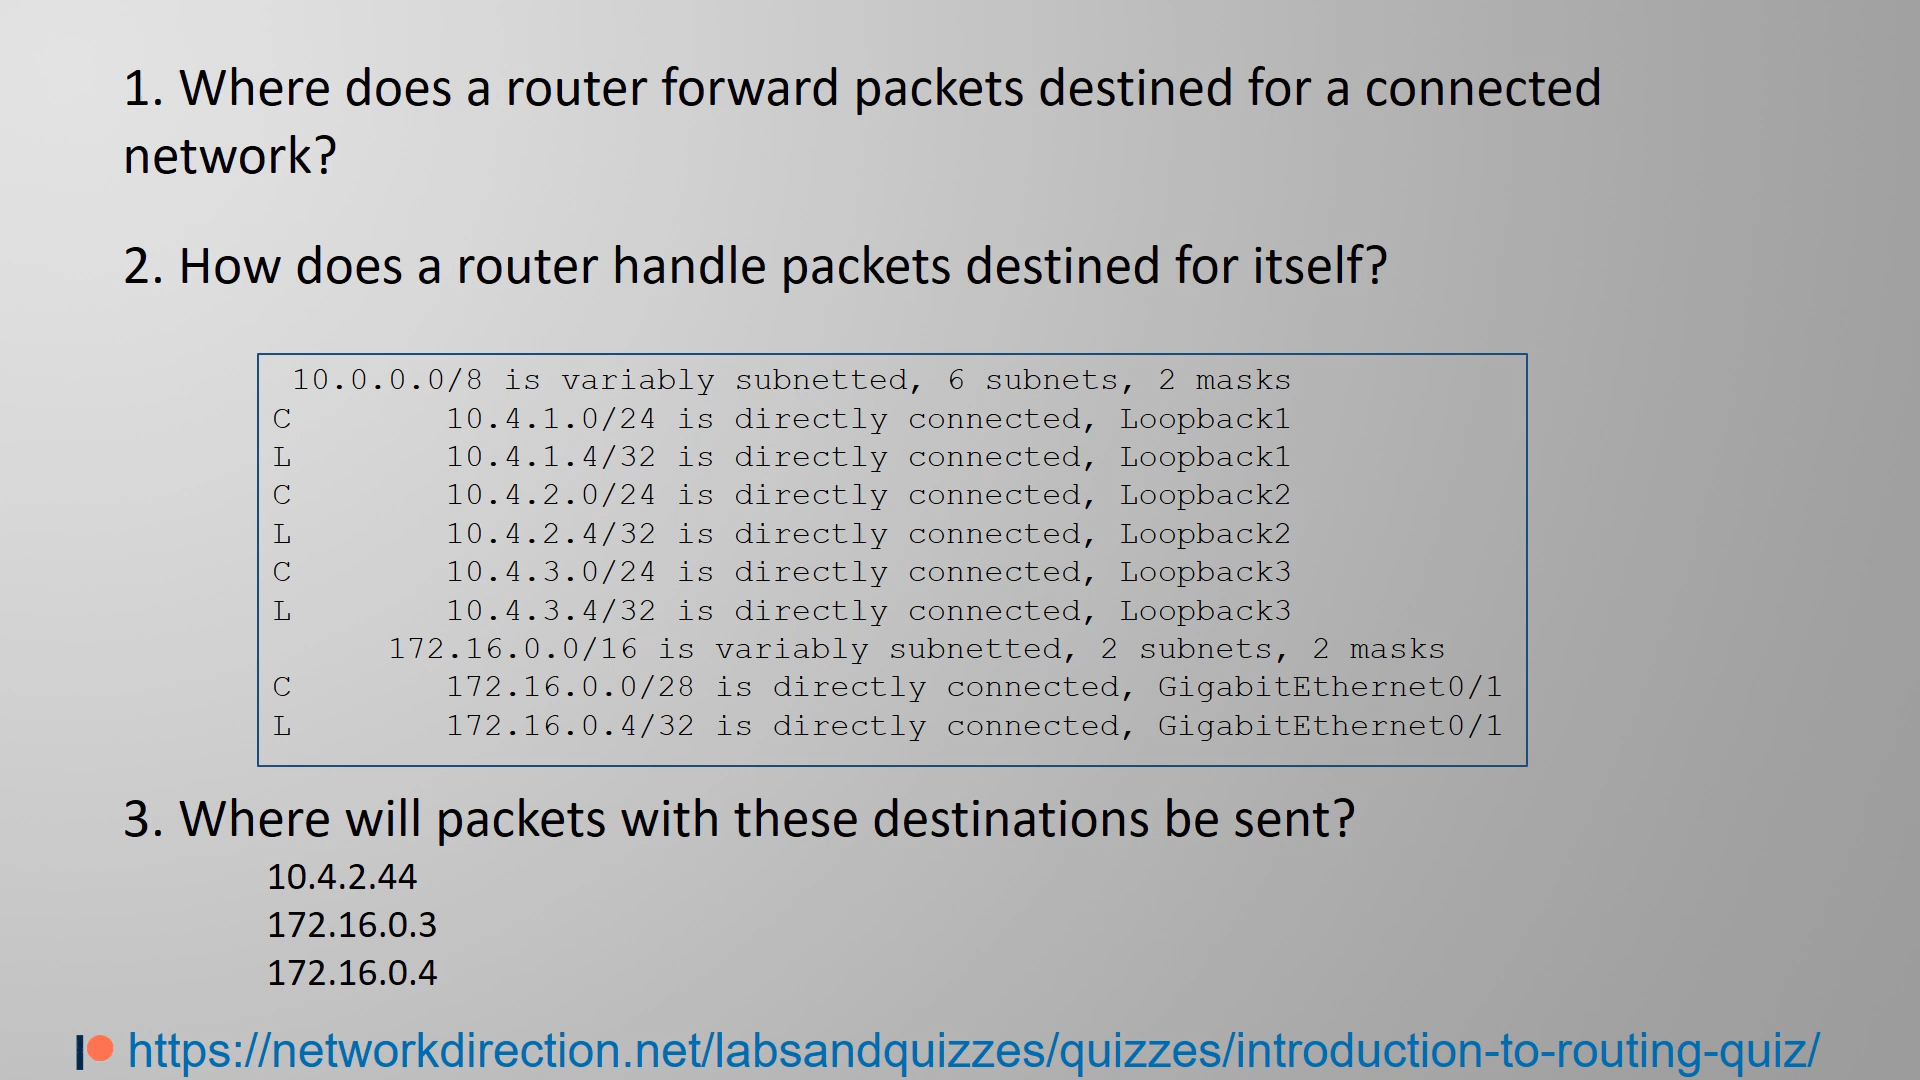 1. Where does a router forward packets destined for a connected
network?
2. How does a router handle packets destined for itself?
10.0.0.0/8 is variably subnetted, 6 subnets, 2 masks
C 10.4.1.0/24 is directly connected, Loopback1
L 10.4.1.4/32 is directly connected, Loopback1
C 10.4.2.0/24 is directly connected, Loopback2
L 10.4.2.4/32 is directly connected, Loopback2
C 10.4.3.0/24 is directly connected, Loopback3
L 10.4.3.4/32 is directly connected, Loopback3
172.16.0.0/16 is variably subnetted, 2 subnets, 2 masks
C 172.16.0.0/28 is directly connected, GigabitEthernet0/1
L 172.16.0.4/32 is directly connected, GigabitEthernet0/1
3. Where will packets with these destinations be sent?
10.4.2.44
172.16.0.3
172.16.0.4
https://networkdirection.net/labsandquizzes/quizzes/introduction-to-routing-quiz/